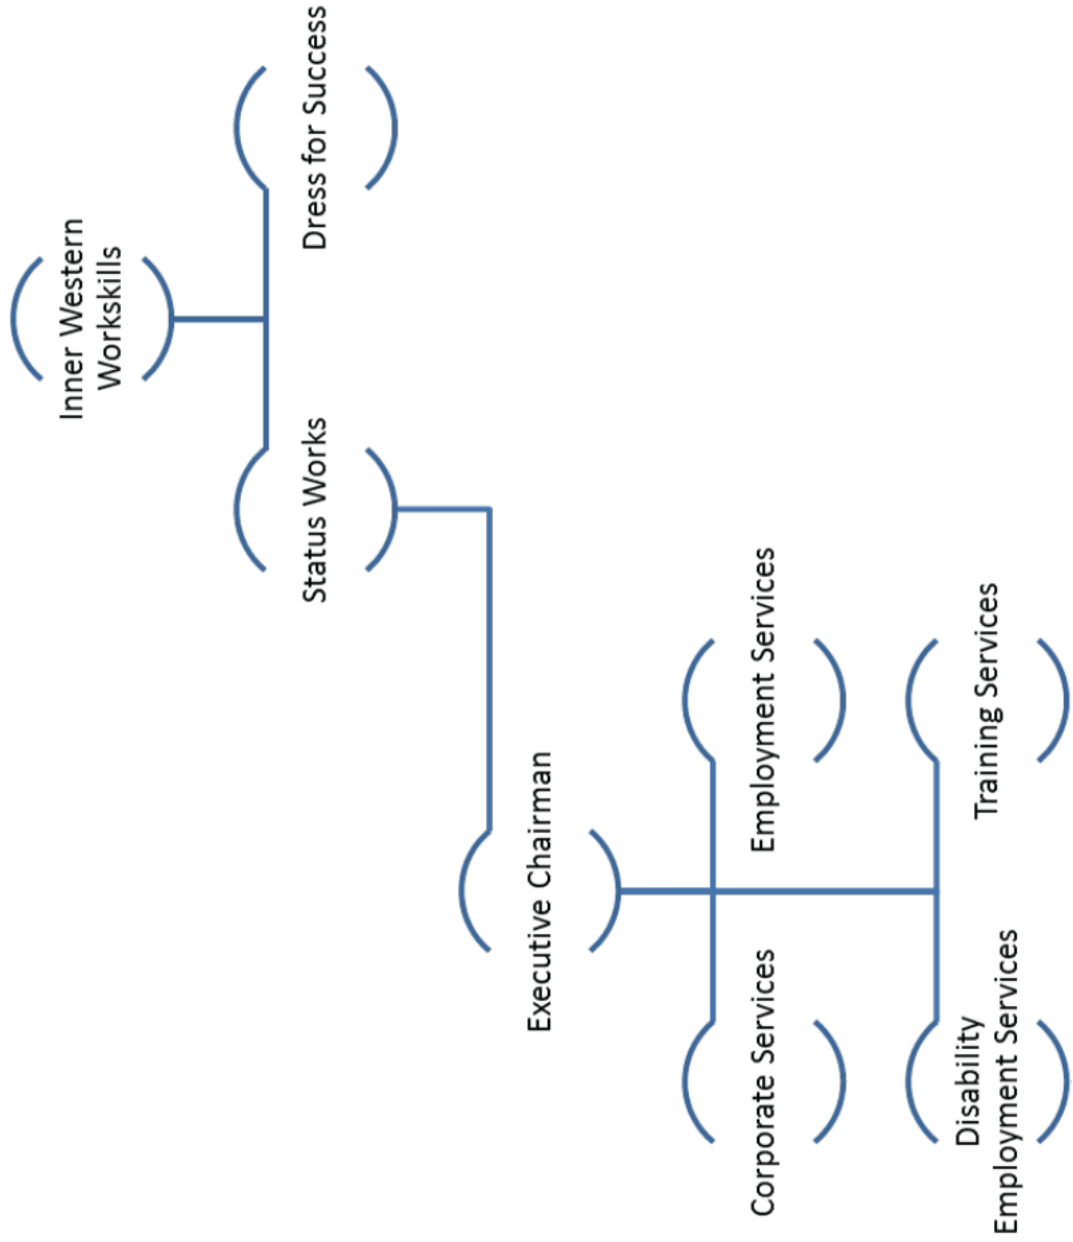 Inner Western
Workskills
Status Works
Dress for Success
Executive Chairman
Corporate Services
Employment Services
Disability
Employment Services
Training Services